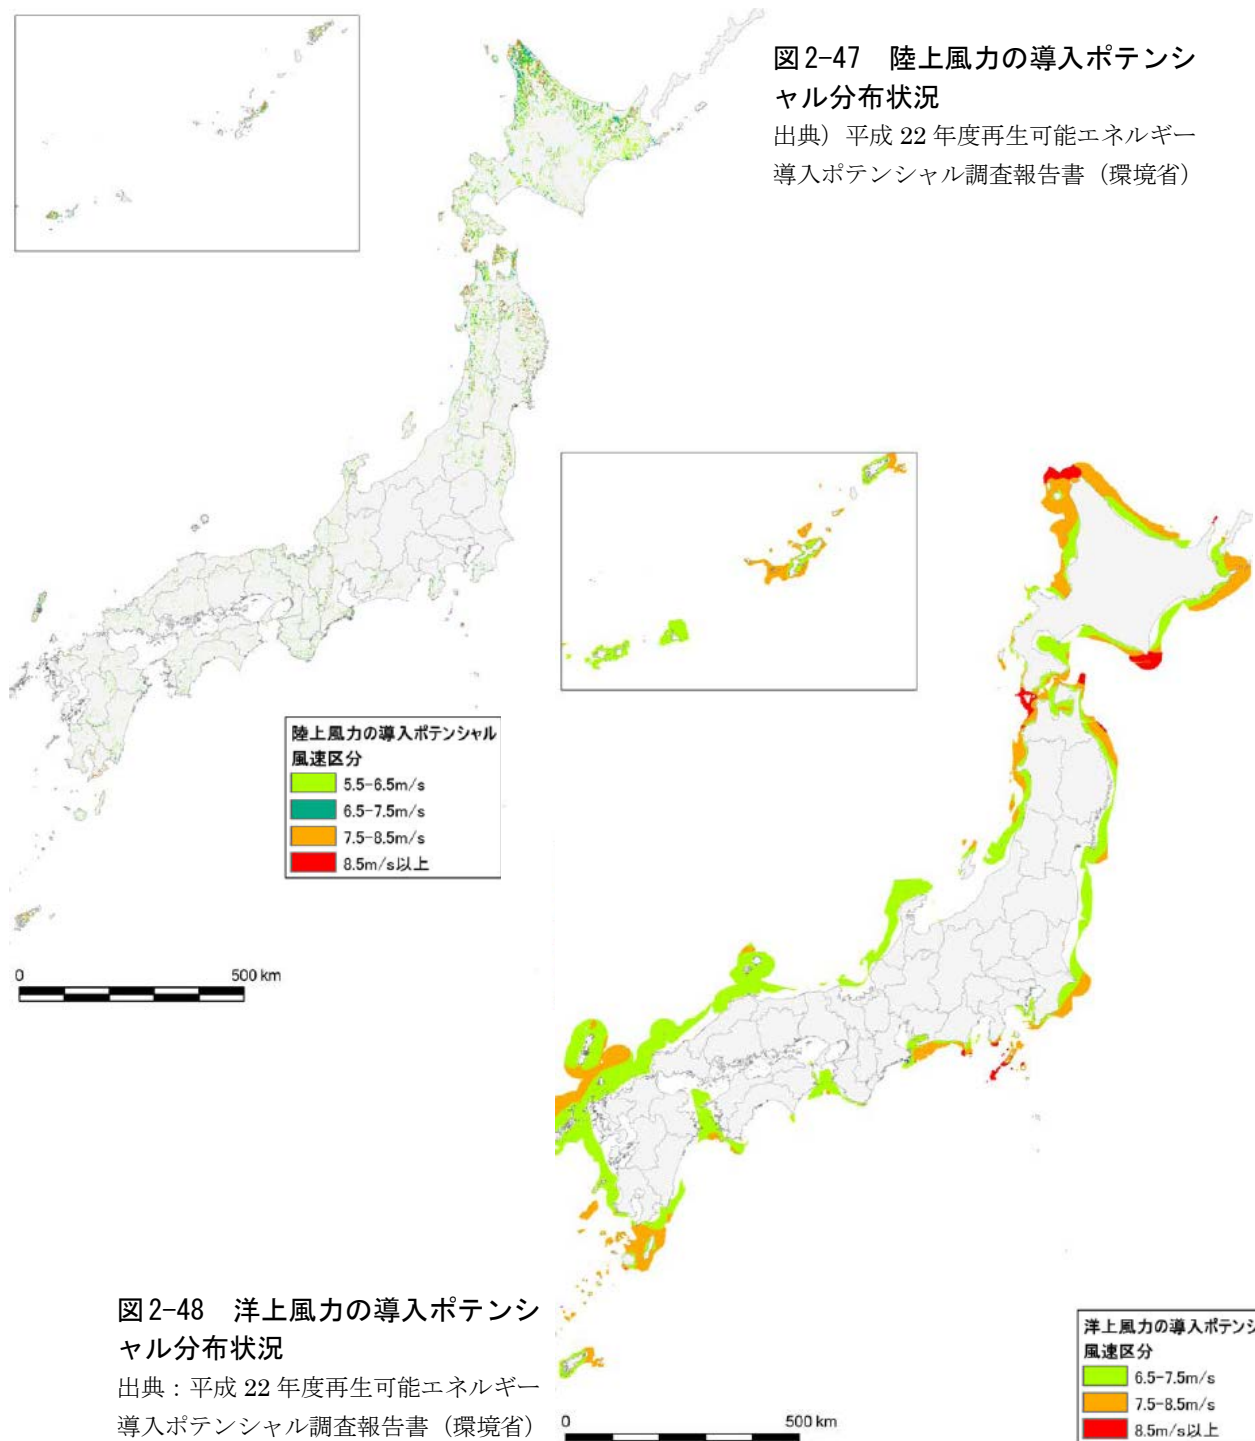 図2-47 陸上風力の導入ポテンシ
ャル分布状況
出典）平成 22 年度再生可能エネルギー
導入ポテンシャル調査報告書（環境省）
陸上風力の導入ポテンシャル
風速区分
5.5-6.5m/s
6.5-7.5m/s
7.5-8.5m/s
8.5m/s以上
0 500 km
図2-48 洋上風力の導入ポテンシ
ャル分布状況
出典：平成 22 年度再生可能エネルギー
導入ポテンシャル調査報告書（環境省）
洋上風力の導入ポテンシ
風速区分
6.5-7.5m/s
7.5-8.5m/s
8.5m/s以上
0 500 km